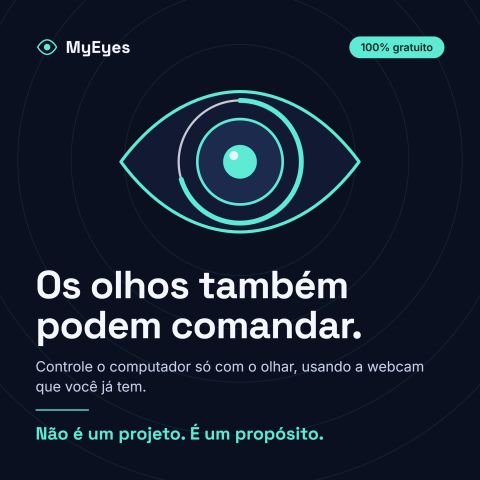 MyEyes
100% gratuito
Os olhos também
podem comandar.
Controle o computador só com o olhar, usando a webcam
que você já tem.
Não é um projeto. É um propósito.